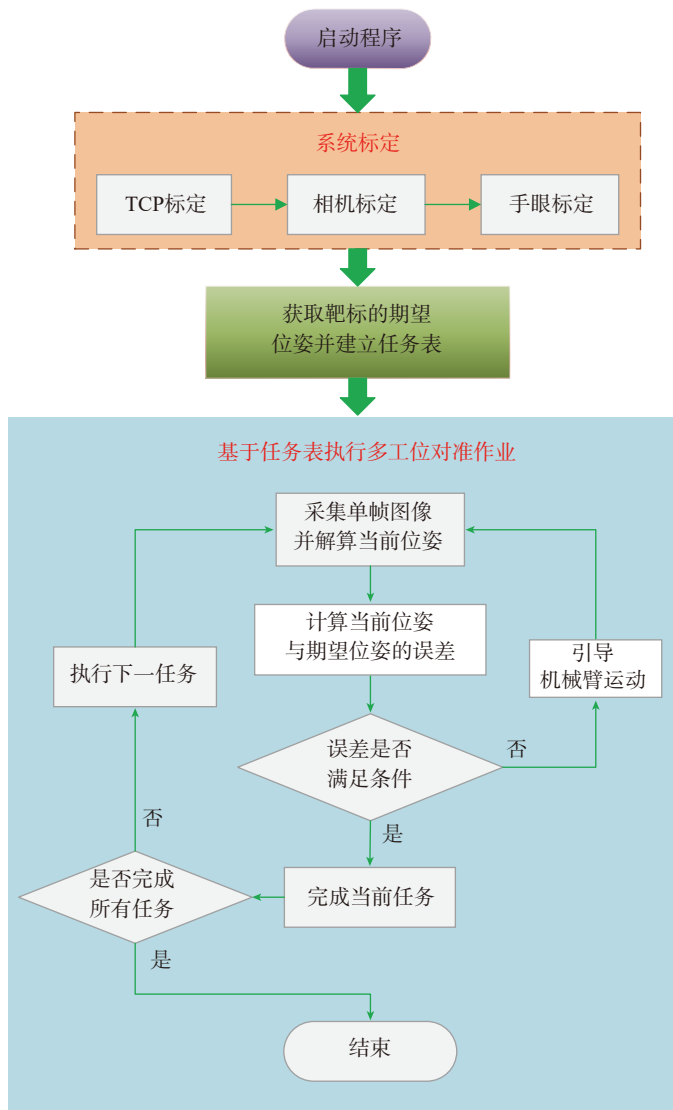 启动程序
系统标定
TCP标定
相机标定
手眼标定
获取靶标的期望
位姿并建立任务表
基于任务表执行多工位对准作业
采集单帧图像
并解算当前位姿
计算当前位姿
与期望位姿的误差
执行下一任务
引导
机械臂运动
误差是否
满足条件
否
是
否
完成当前任务
是否完成
所有任务
是
结束